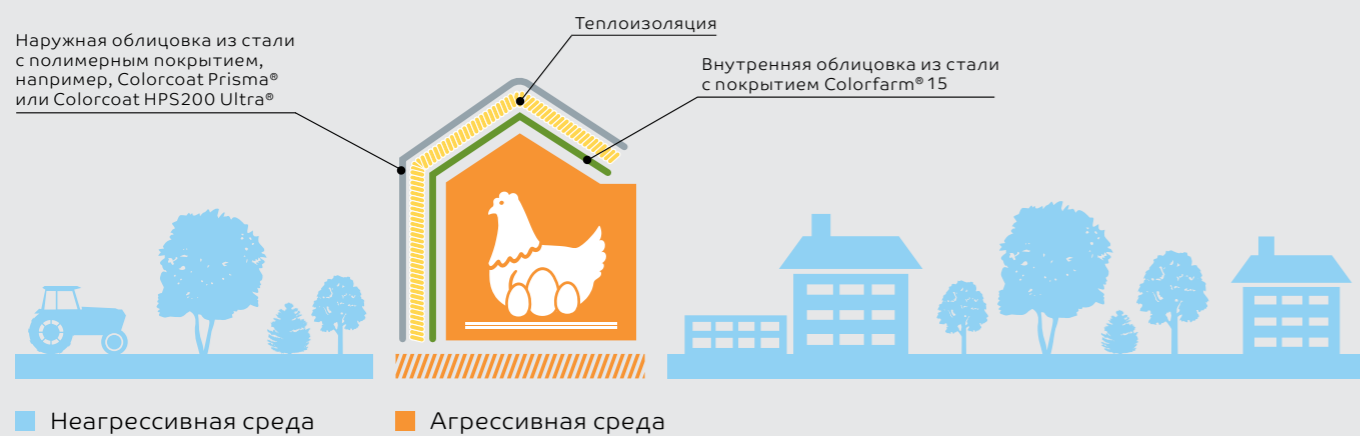 Наружная облицовка из стали
с полимерным покрытием,
например, Colorcoat Prisma®
или Colorcoat HPS200 Ultra®
Теплоизоляция
Внутренняя облицовка из стали
с покрытием Colorfarm® 15
Неагрессивная среда
Агрессивная среда